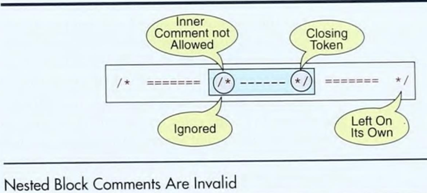 Inner
Comment not
Allowed
Closing
Token
/* ======= /* ------ */ ======= */
Ignored
Left On
Its Own
Nested Block Comments Are Invalid